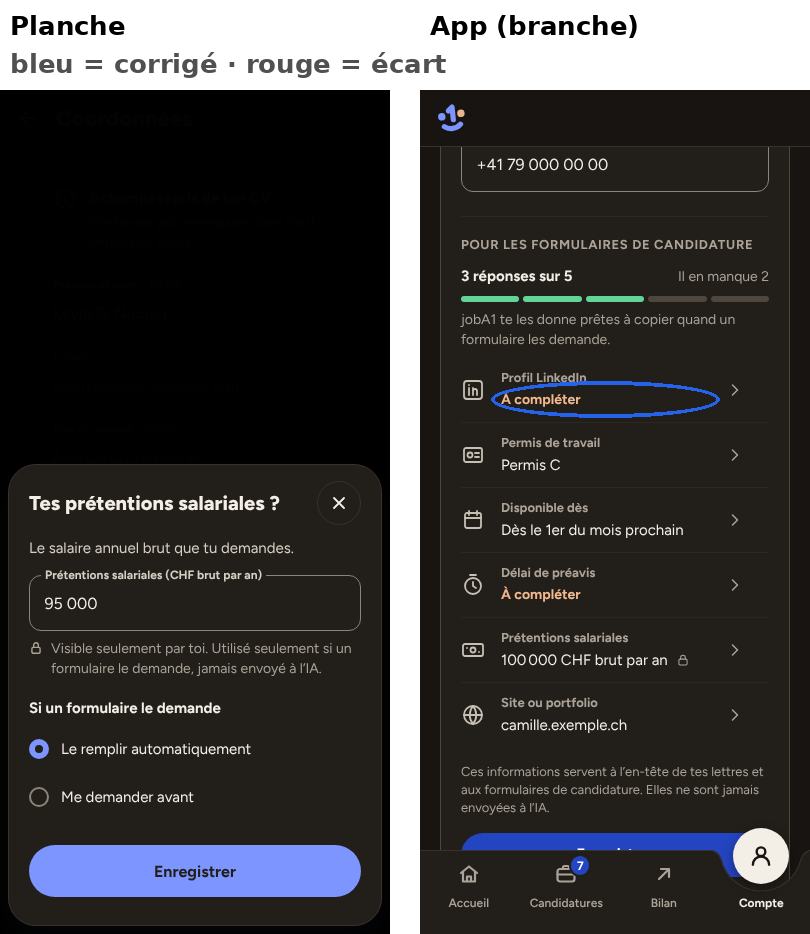 Planche
App (branche)
bleu = corrigé · rouge = écart
Coordonnées
Tes prétentions salariales ?
Le salaire annuel brut que tu demandes.
Prétentions salariales (CHF brut par an)
95 000
Visible seulement par toi. Utilisé seulement si un
formulaire le demande, jamais envoyé à l’IA.
Si un formulaire le demande
Le remplir automatiquement
Me demander avant
Enregistrer
+41 79 000 00 00
POUR LES FORMULAIRES DE CANDIDATURE
3 réponses sur 5
Il en manque 2
jobA1 te les donne prêtes à copier quand un
formulaire les demande.
Profil LinkedIn
À compléter
Permis de travail
Permis C
Disponible dès
Dès le 1er du mois prochain
Délai de préavis
À compléter
Prétentions salariales
100 000 CHF brut par an
Site ou portfolio
camille.exemple.ch
Ces informations servent à l’en-tête de tes lettres et
aux formulaires de candidature. Elles ne sont jamais
envoyées à l’IA.
7
Accueil
Candidatures
Bilan
Compte